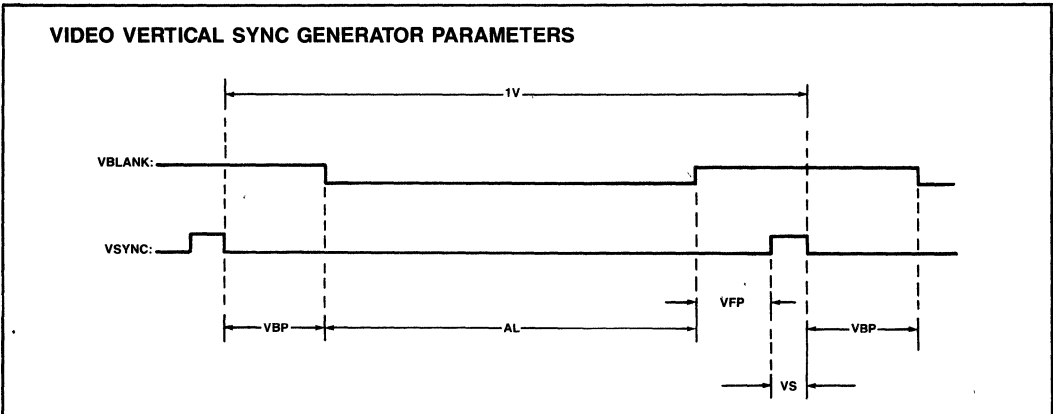 VIDEO VERTICAL SYNC GENERATOR PARAMETERS
1V
VBLANK:
VSYNC:
VFP
VBP
AL
VBP
VS